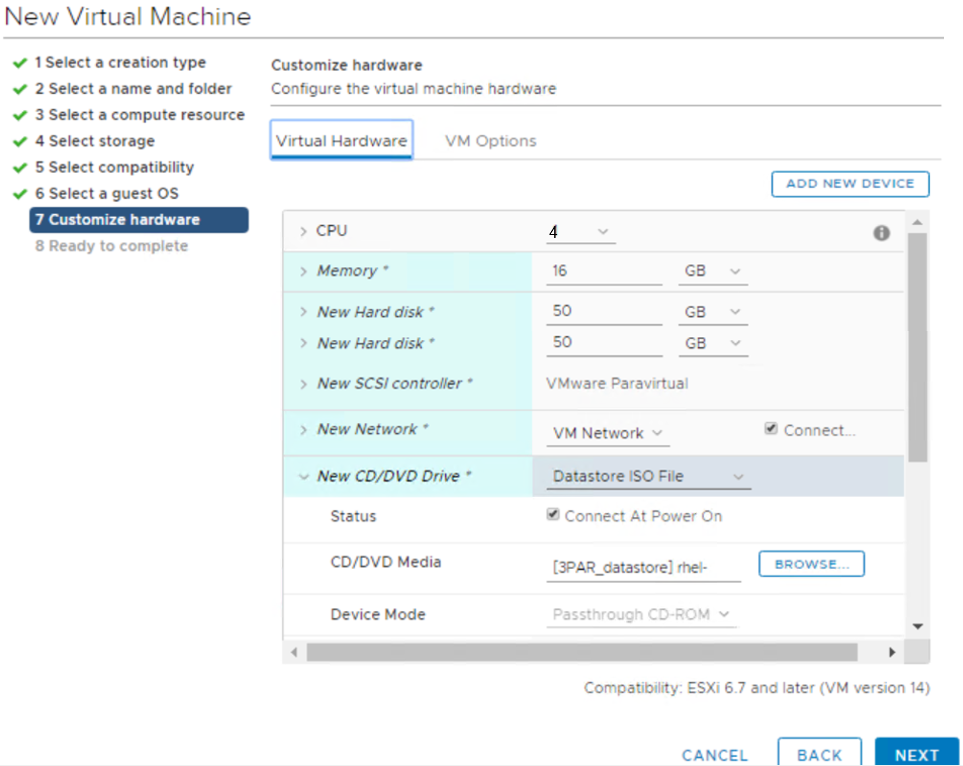 New Virtual Machine
1 Select a creation type
2 Select a name and folder
3 Select a compute resource
4 Select storage
5 Select compatibility
6 Select a guest OS
7 Customize hardware
8 Ready to complete
Customize hardware
Configure the virtual machine hardware
Virtual Hardware VM Options
ADD NEW DEVICE
CPU 4
Memory * 16 GB
New Hard disk * 50 GB
New Hard disk * 50 GB
New SCSI controller * VMware Paravirtual
New Network * VM Network Connect...
New CD/DVD Drive * Datastore ISO File
Status Connect At Power On
CD/DVD Media [3PAR_datastore] rhel- BROWSE...
Device Mode Passthrough CD-ROM
Compatibility: ESXi 6.7 and later (VM version 14)
CANCEL BACK NEXT